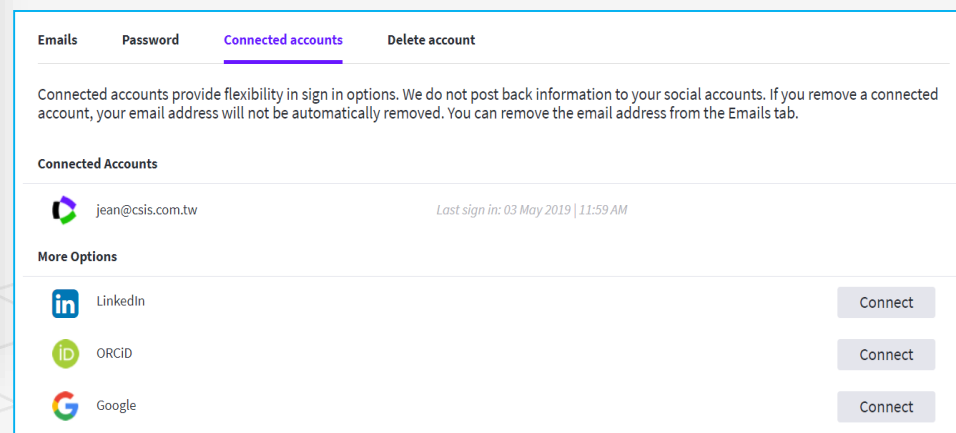 Emails Password Connected accounts Delete account
Connected accounts provide flexibility in sign in options. We do not post back information to your social accounts. If you remove a connected
account, your email address will not be automatically removed. You can remove the email address from the Emails tab.
Connected Accounts
jean@csis.com.tw Last sign in: 03 May 2019 | 11:59 AM
More Options
in LinkedIn Connect
iD ORCiD Connect
G Google Connect